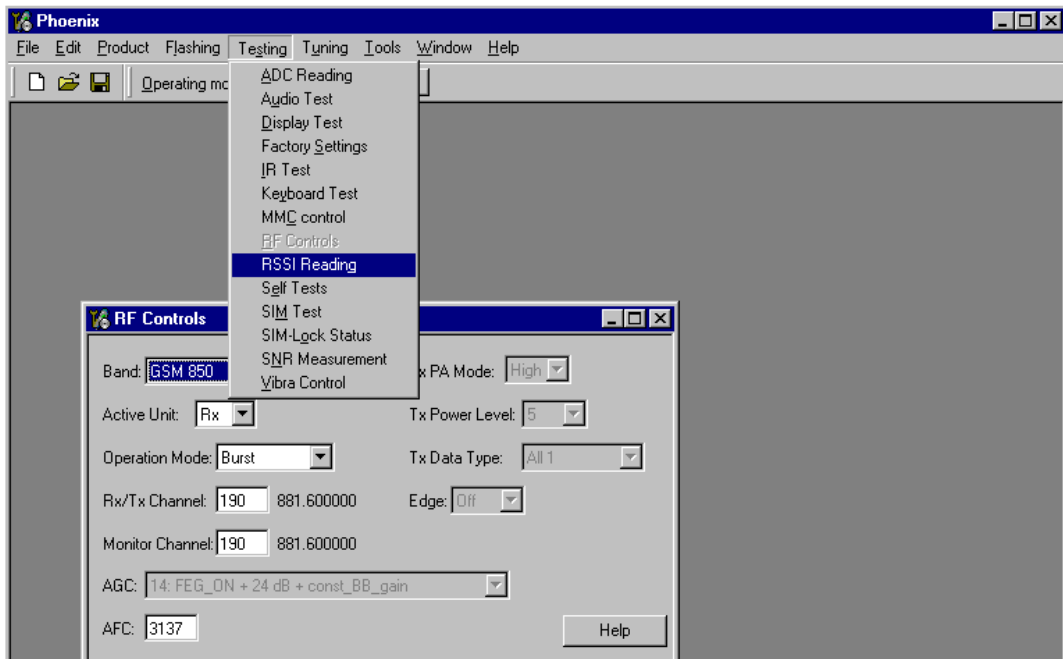 Phoenix
File Edit Product Flashing Testing Tuning Tools Window Help
Operating mo
ADC Reading
Audio Test
Display Test
Factory Settings
IR Test
Keyboard Test
MMC control
RF Controls
RSSI Reading
Self Tests
SIM Test
SIM-Lock Status
SNR Measurement
Vibra Control
RF Controls
Band: GSM 850
x PA Mode: High
Active Unit: Rx
Tx Power Level: 5
Operation Mode: Burst
Tx Data Type: All 1
Rx/Tx Channel: 190 881.600000
Edge: Off
Monitor Channel: 190 881.600000
AGC: 14: FEG_ON + 24 dB + const_BB_gain
AFC: 3137
Help